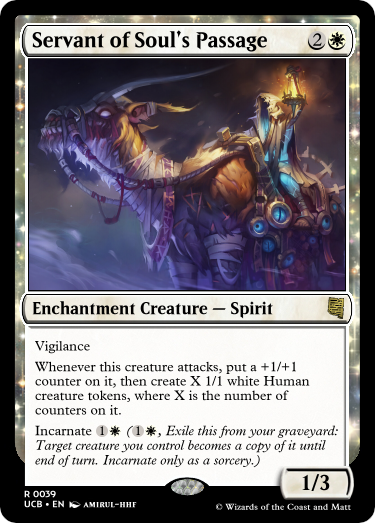 Servant of Soul's Passage 2
Enchantment Creature — Spirit
Vigilance
Whenever this creature attacks, put a +1/+1
counter on it, then create X 1/1 white Human
creature tokens, where X is the number of
counters on it.
Incarnate 1 (1, Exile this from your graveyard:
Target creature you control becomes a copy of it until
end of turn. Incarnate only as a sorcery.)
1/3
R 0039
UCB • EN AMIRUL-HHF
© Wizards of the Coast and Matt